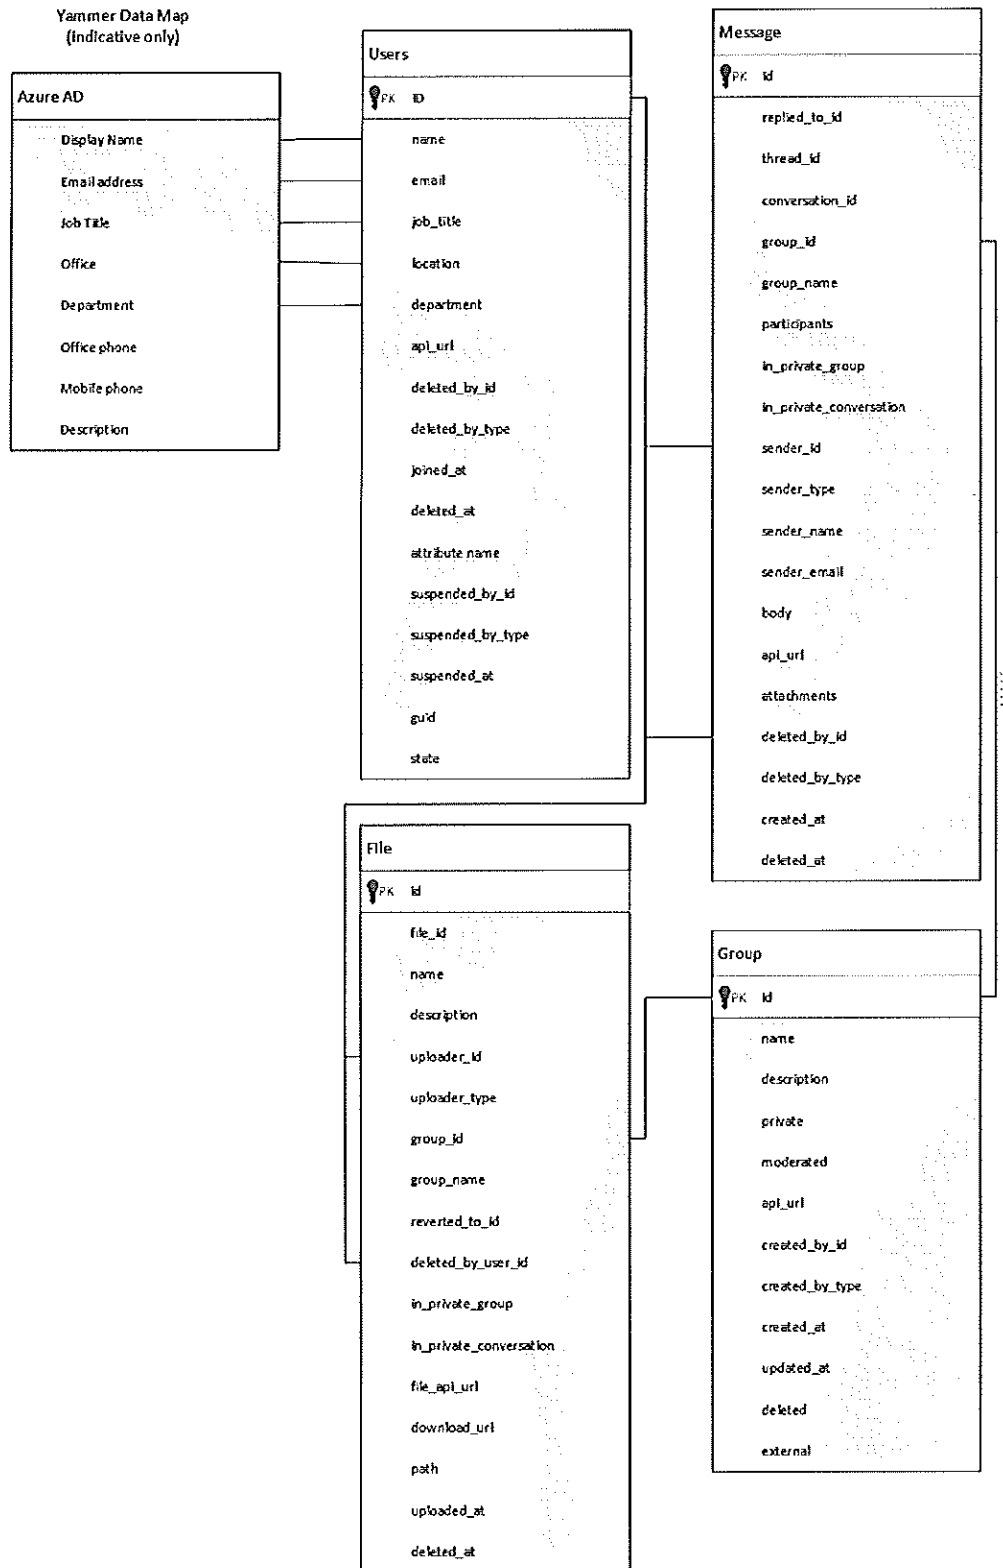 Yammer Data Map
(indicative only)
Azure AD
Display Name
Email address
Job Title
Office
Department
Office phone
Mobile phone
Description
Users
PK ID
name
email
job_title
location
department
api_url
deleted_by_id
deleted_by_type
joined_at
deleted_at
attribute name
suspended_by_id
suspended_by_type
suspended_at
guid
state
Message
PK id
replied_to_id
thread_id
conversation_id
group_id
group_name
participants
in_private_group
in_private_conversation
sender_id
sender_type
sender_name
sender_email
body
api_url
attachments
deleted_by_id
deleted_by_type
created_at
deleted_at
File
PK id
file_id
name
description
uploader_id
uploader_type
group_id
group_name
reverted_to_id
deleted_by_user_id
in_private_group
in_private_conversation
file_api_url
download_url
path
uploaded_at
deleted_at
Group
PK id
name
description
private
moderated
api_url
created_by_id
created_by_type
created_at
updated_at
deleted
external